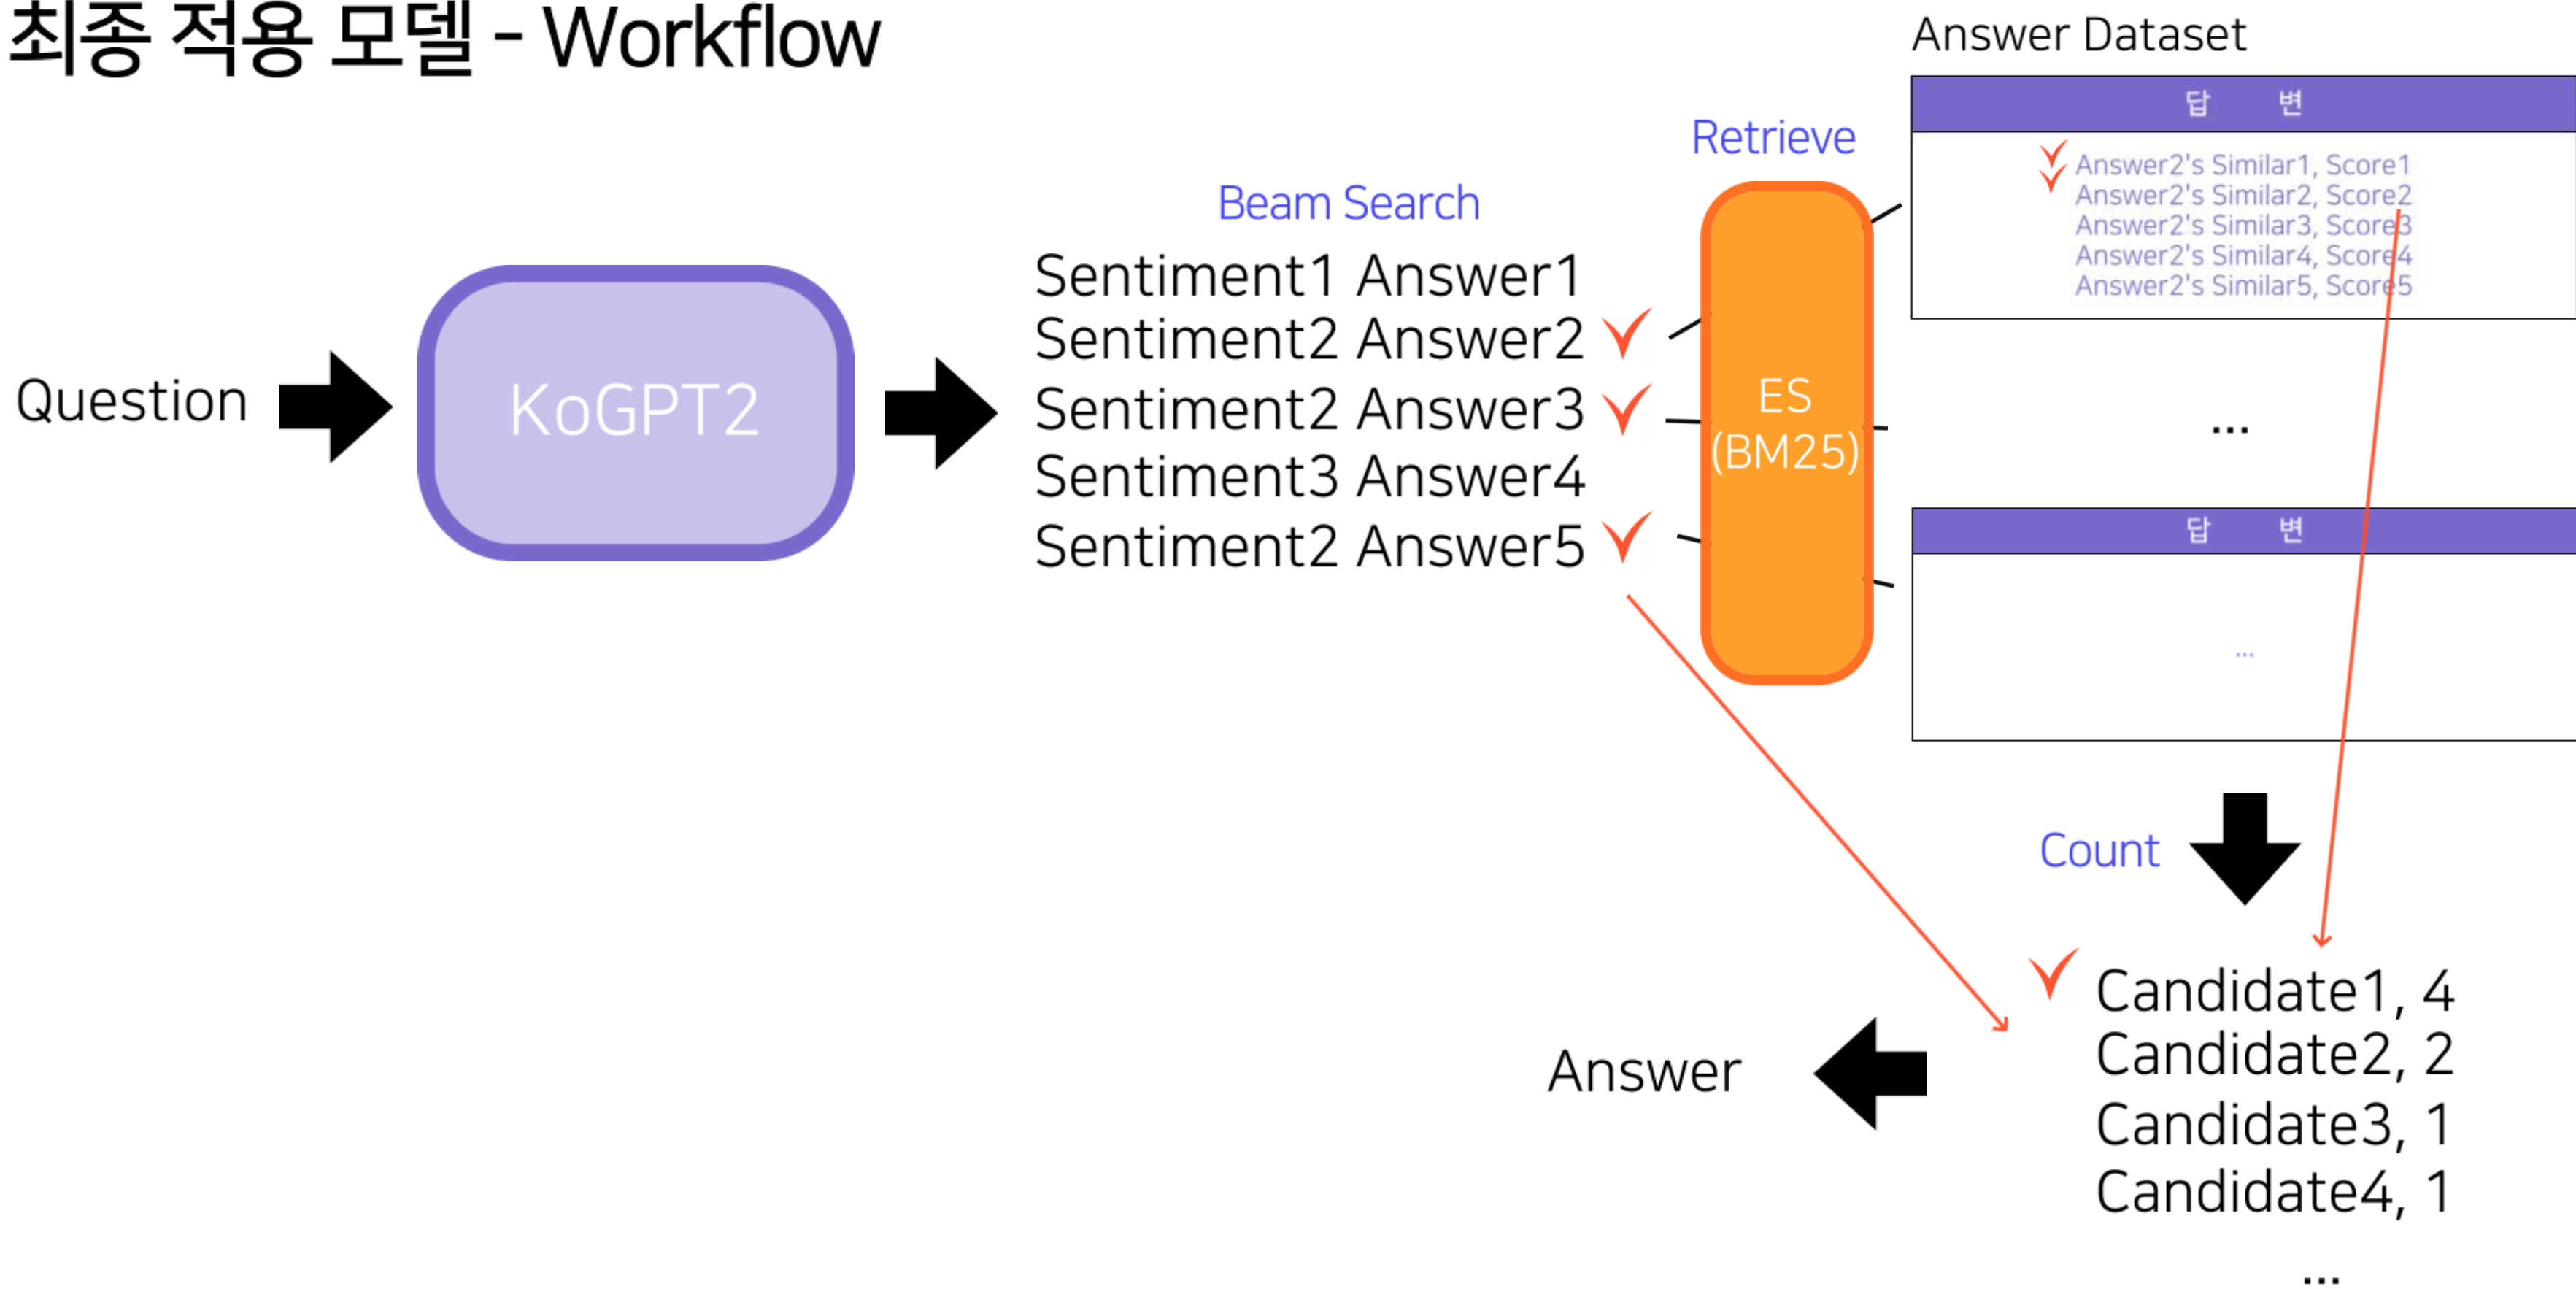 최종 적용 모델 - Workflow
Question
KoGPT2
Beam Search
Sentiment1 Answer1
Sentiment2 Answer2
Sentiment2 Answer3
Sentiment3 Answer4
Sentiment2 Answer5
Retrieve
ES
(BM25)
Answer Dataset
답 변
Answer2's Similar1, Score1
Answer2's Similar2, Score2
Answer2's Similar3, Score3
Answer2's Similar4, Score4
Answer2's Similar5, Score5
...
답 변
...
Count
Candidate1, 4
Candidate2, 2
Candidate3, 1
Candidate4, 1
...
Answer